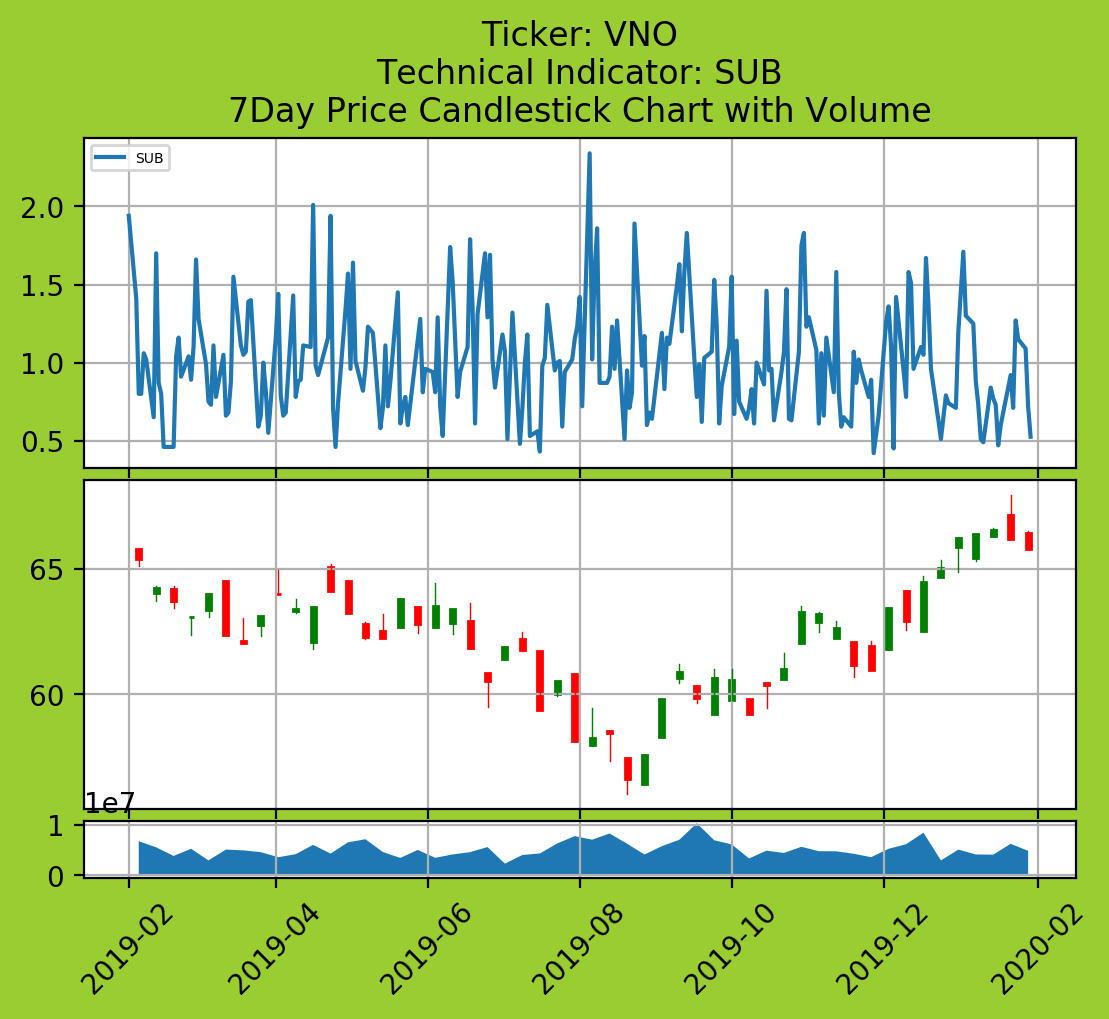 Ticker: VNO
Technical Indicator: SUB
7Day Price Candlestick Chart with Volume
SUB
2.0
1.5
1.0
0.5
65
60
1e7
1
0
2019-02 2019-04 2019-06 2019-08 2019-10 2019-12 2020-02